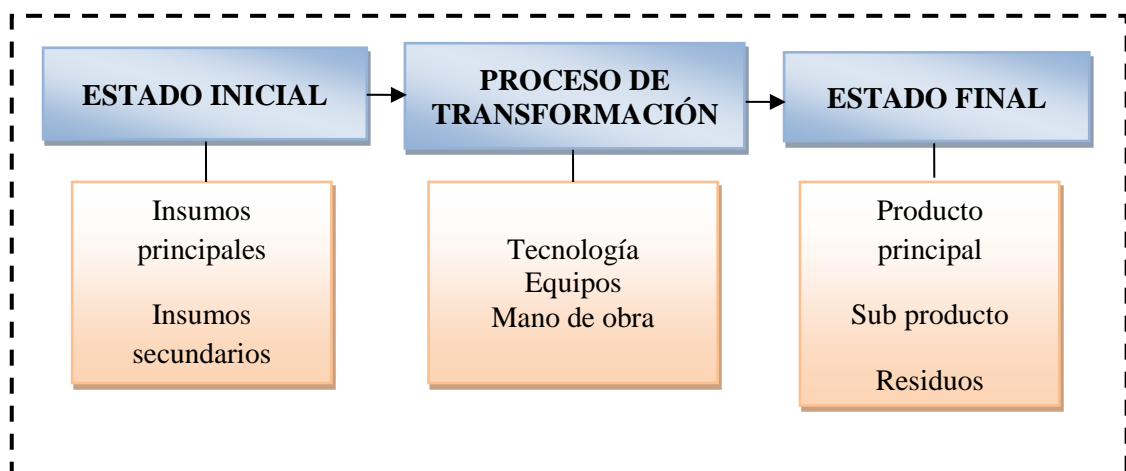 ESTADO INICIAL
PROCESO DE
TRANSFORMACIÓN
ESTADO FINAL
Insumos
principales
Insumos
secundarios
Tecnología
Equipos
Mano de obra
Producto
principal
Sub producto
Residuos